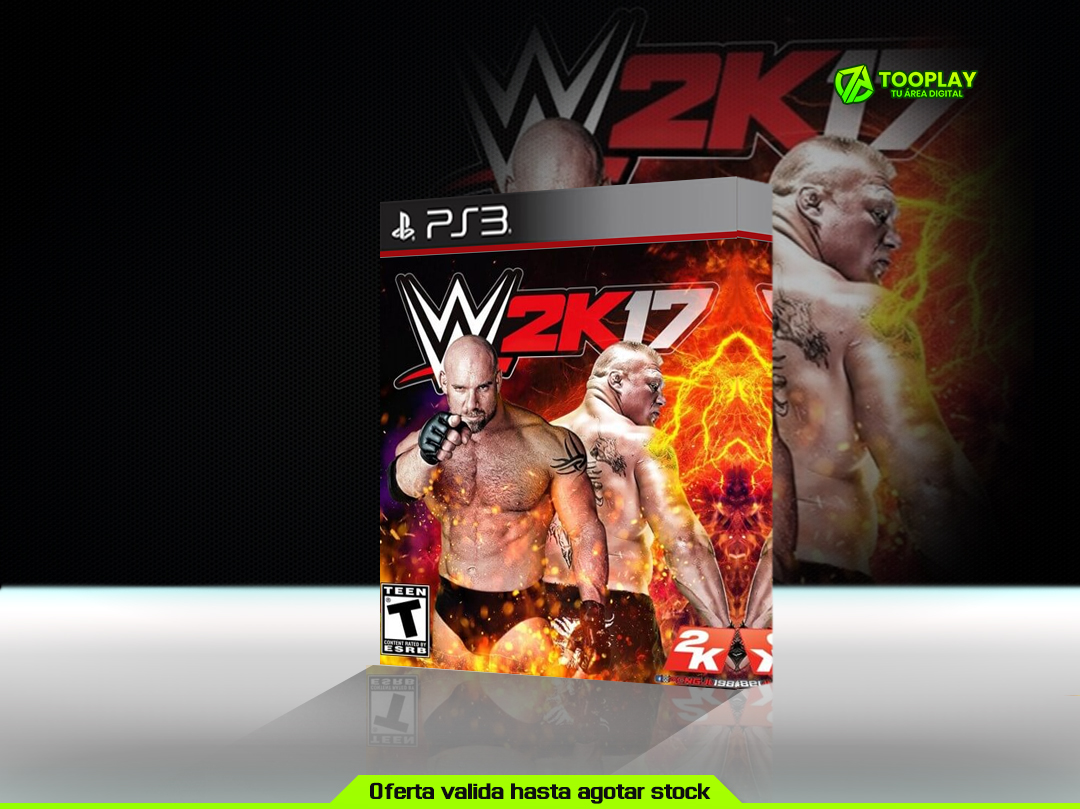 W2K17
TOOPLAY
TU ÁREA DIGITAL
PS3
W2K17
TEEN
T
CONTENT RATED BY
ESRB
2K
Oferta valida hasta agotar stock